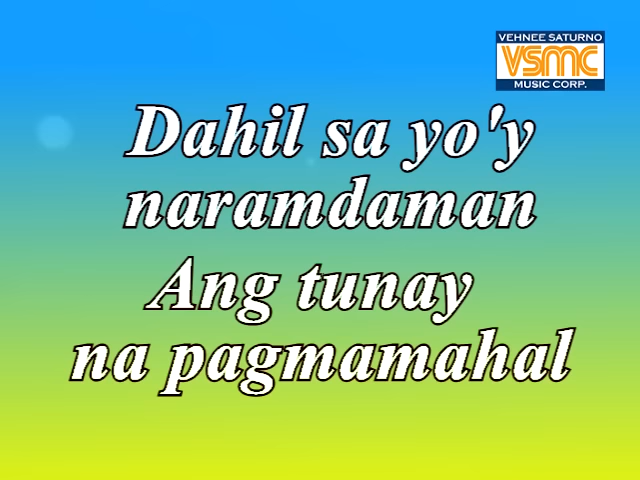 VEHNEE SATURNO
VSMC
MUSIC CORP.
Dahil sa yo'y
naramdaman
Ang tunay
na pagmamahal